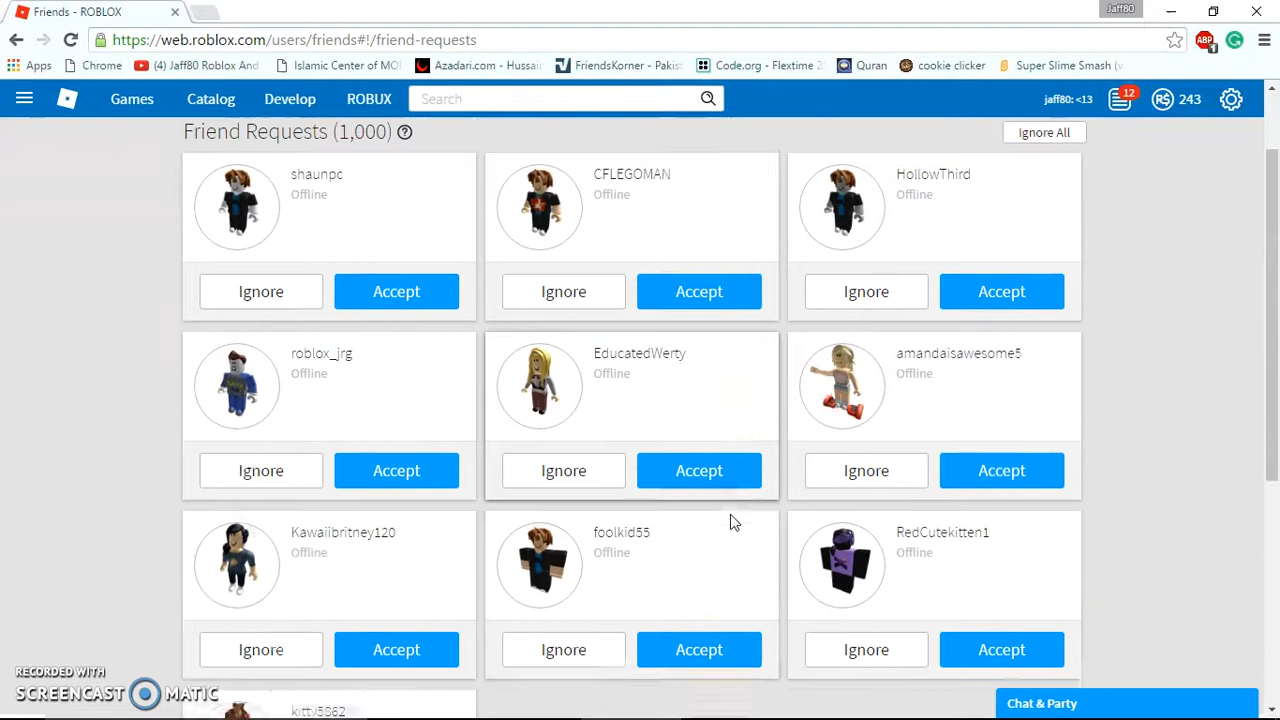 Friends - ROBLOX
Jaff80
https://web.roblox.com/users/friends#!/friend-requests
ABP 1
Apps Chrome (4) Jaff80 Roblox And Islamic Center of MO Azadari.com - Hussai FriendsKorner - Pakis Code.org - Flextime 2 Quran cookie clicker Super Slime Smash (v
Games Catalog Develop ROBUX Search jaff80: <13 12 R$ 243
Friend Requests (1,000) ? Ignore All
shaunpc CFLEGOMAN HollowThird
Offline Offline Offline
Ignore Accept Ignore Accept Ignore Accept
roblox_jrg EducatedWerty amandaisawesome5
Offline Offline Offline
Ignore Accept Ignore Accept Ignore Accept
Kawaiibritney120 foolkid55 RedCutekitten1
Offline Offline Offline
Ignore Accept Ignore Accept Ignore Accept
RECORDED WITH
SCREENCAST MATIC
kitty5862
Chat & Party